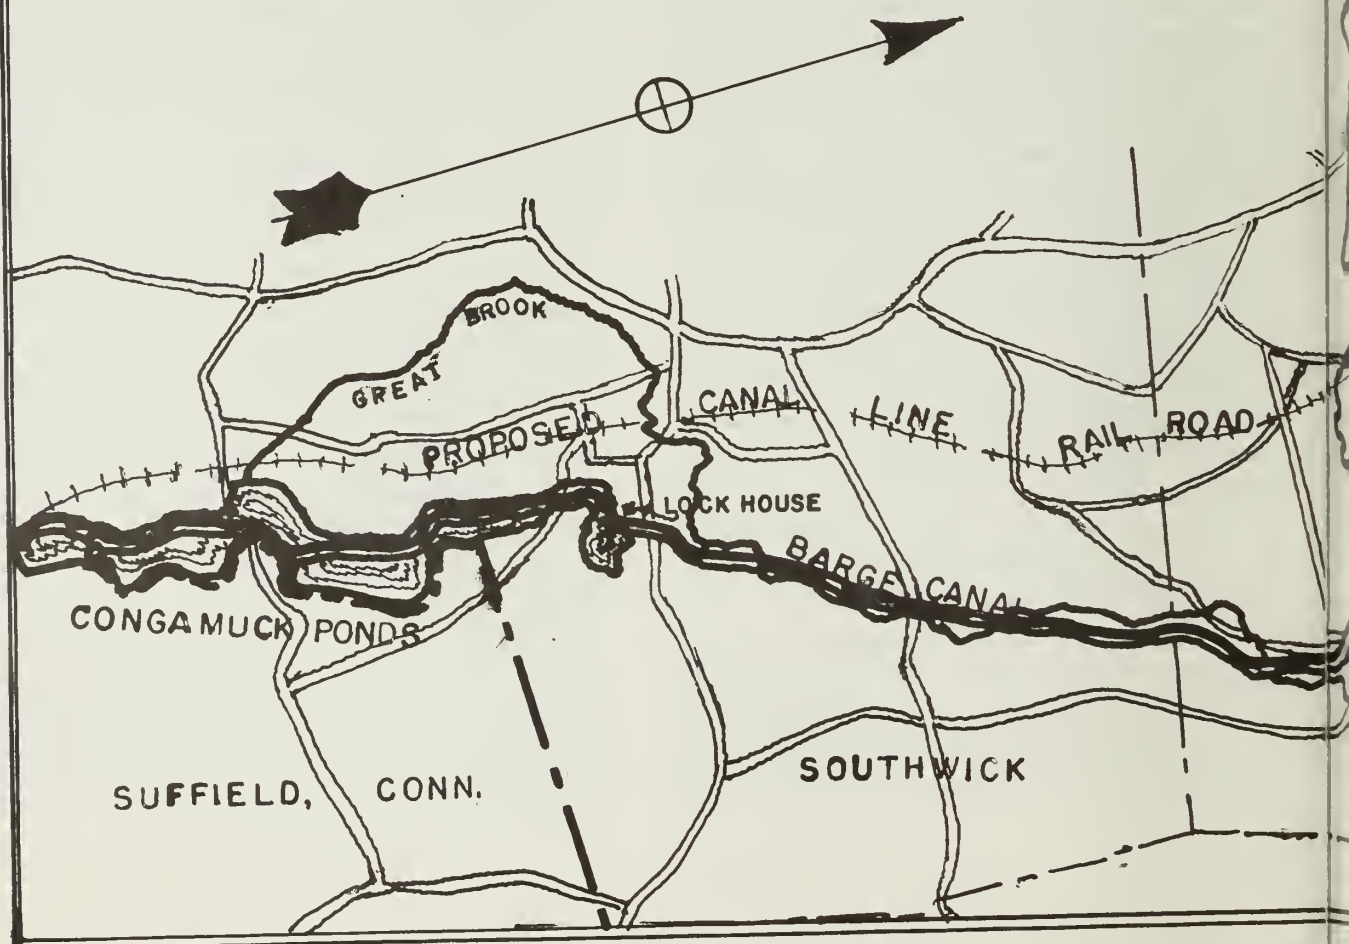 GREAT BROOK
PROPOSED CANAL LINE RAIL ROAD
LOCK HOUSE
BARGE CANAL
CONGAMUCK PONDS
SUFFIELD, CONN.
SOUTHWICK